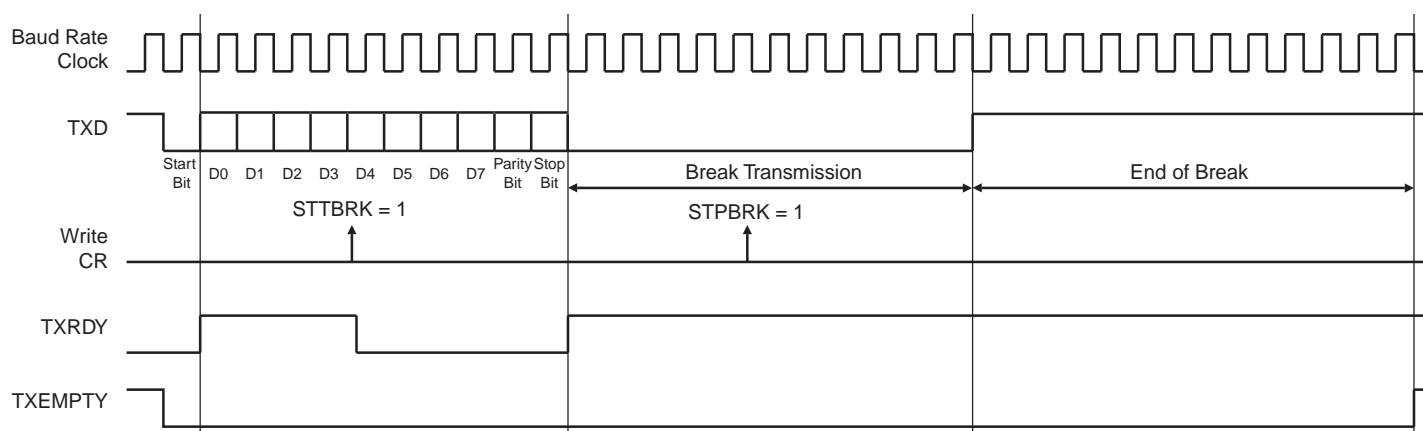 Baud Rate
Clock
TXD
Start
Bit
D0 D1 D2 D3 D4 D5 D6 D7
Parity
Bit
Stop
Bit
Break Transmission
End of Break
STTBRK = 1
STPBRK = 1
Write
CR
TXRDY
TXEMPTY